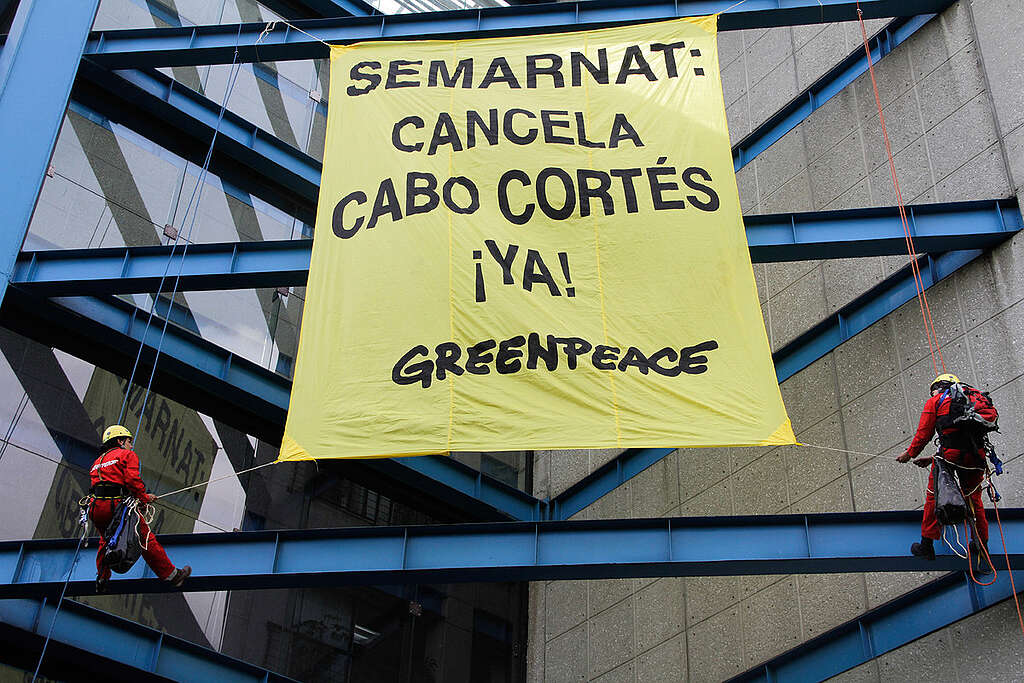 SEMARNAT:
CANCELA
CABO CORTÉS
¡YA!
GREENPEACE